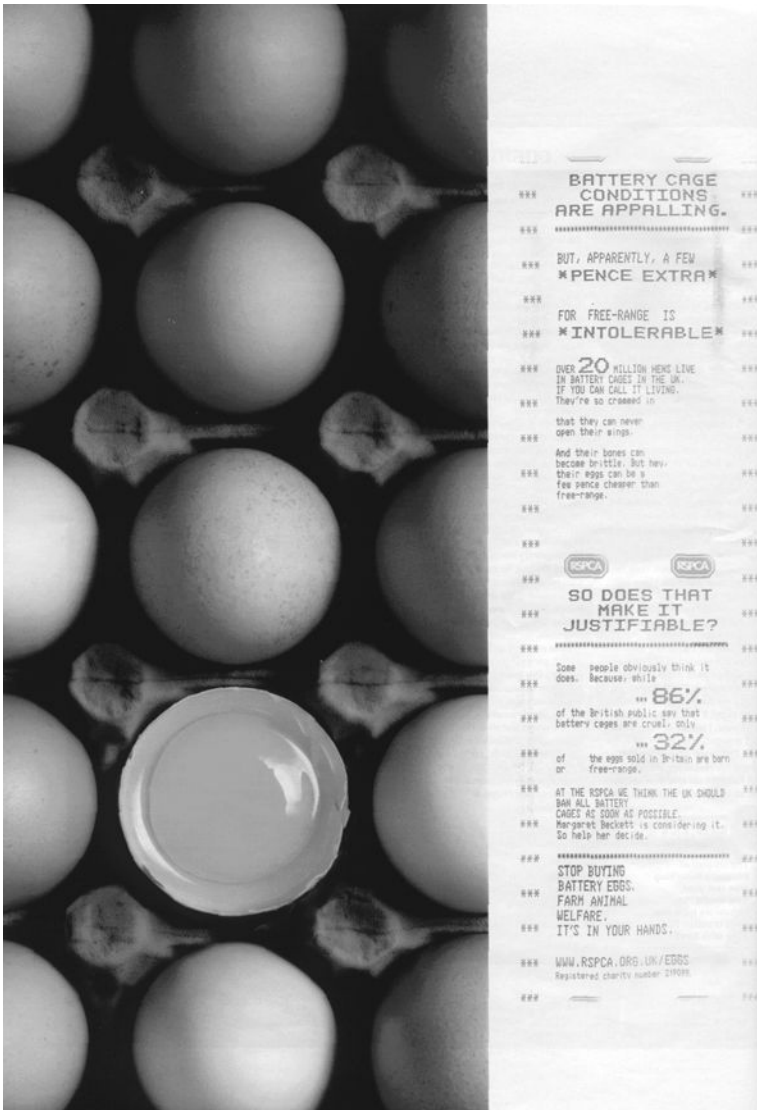 BATTERY CAGE
CONDITIONS
ARE APPALLING.
BUT, APPARENTLY, A FEW
*PENCE EXTRA*
FOR FREE-RANGE IS
*INTOLERABLE*
OVER 20 MILLION HENS LIVE
IN BATTERY CAGES IN THE UK.
IF YOU CAN CALL IT LIVING.
They're so crammed in
that they can never
open their wings.
And their bones can
become brittle. But hey,
their eggs can be a
few pence cheaper than
free-range.
RSPCA RSPCA
SO DOES THAT
MAKE IT
JUSTIFIABLE?
Some people obviously think it
does. Because, while
... 86%
of the British public say that
battery cages are cruel, only
... 32%
of the eggs sold in Britain are barn
or free-range.
AT THE RSPCA WE THINK THE UK SHOULD
BAN ALL BATTERY
CAGES AS SOON AS POSSIBLE.
Margaret Beckett is considering it.
So help her decide.
STOP BUYING
BATTERY EGGS.
FARM ANIMAL
WELFARE.
IT'S IN YOUR HANDS.
WWW.RSPCA.ORG.UK/EGGS
Registered charity number